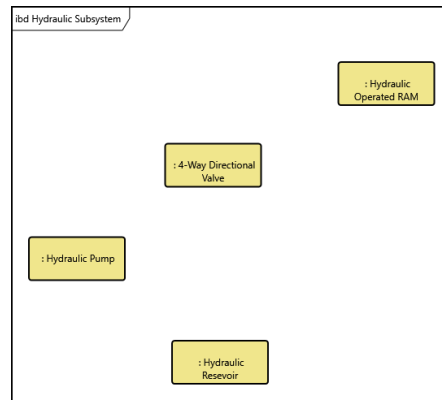 ibd Hydraulic Subsystem
: Hydraulic
Operated RAM
: 4-Way Directional
Valve
: Hydraulic Pump
: Hydraulic
Resevoir